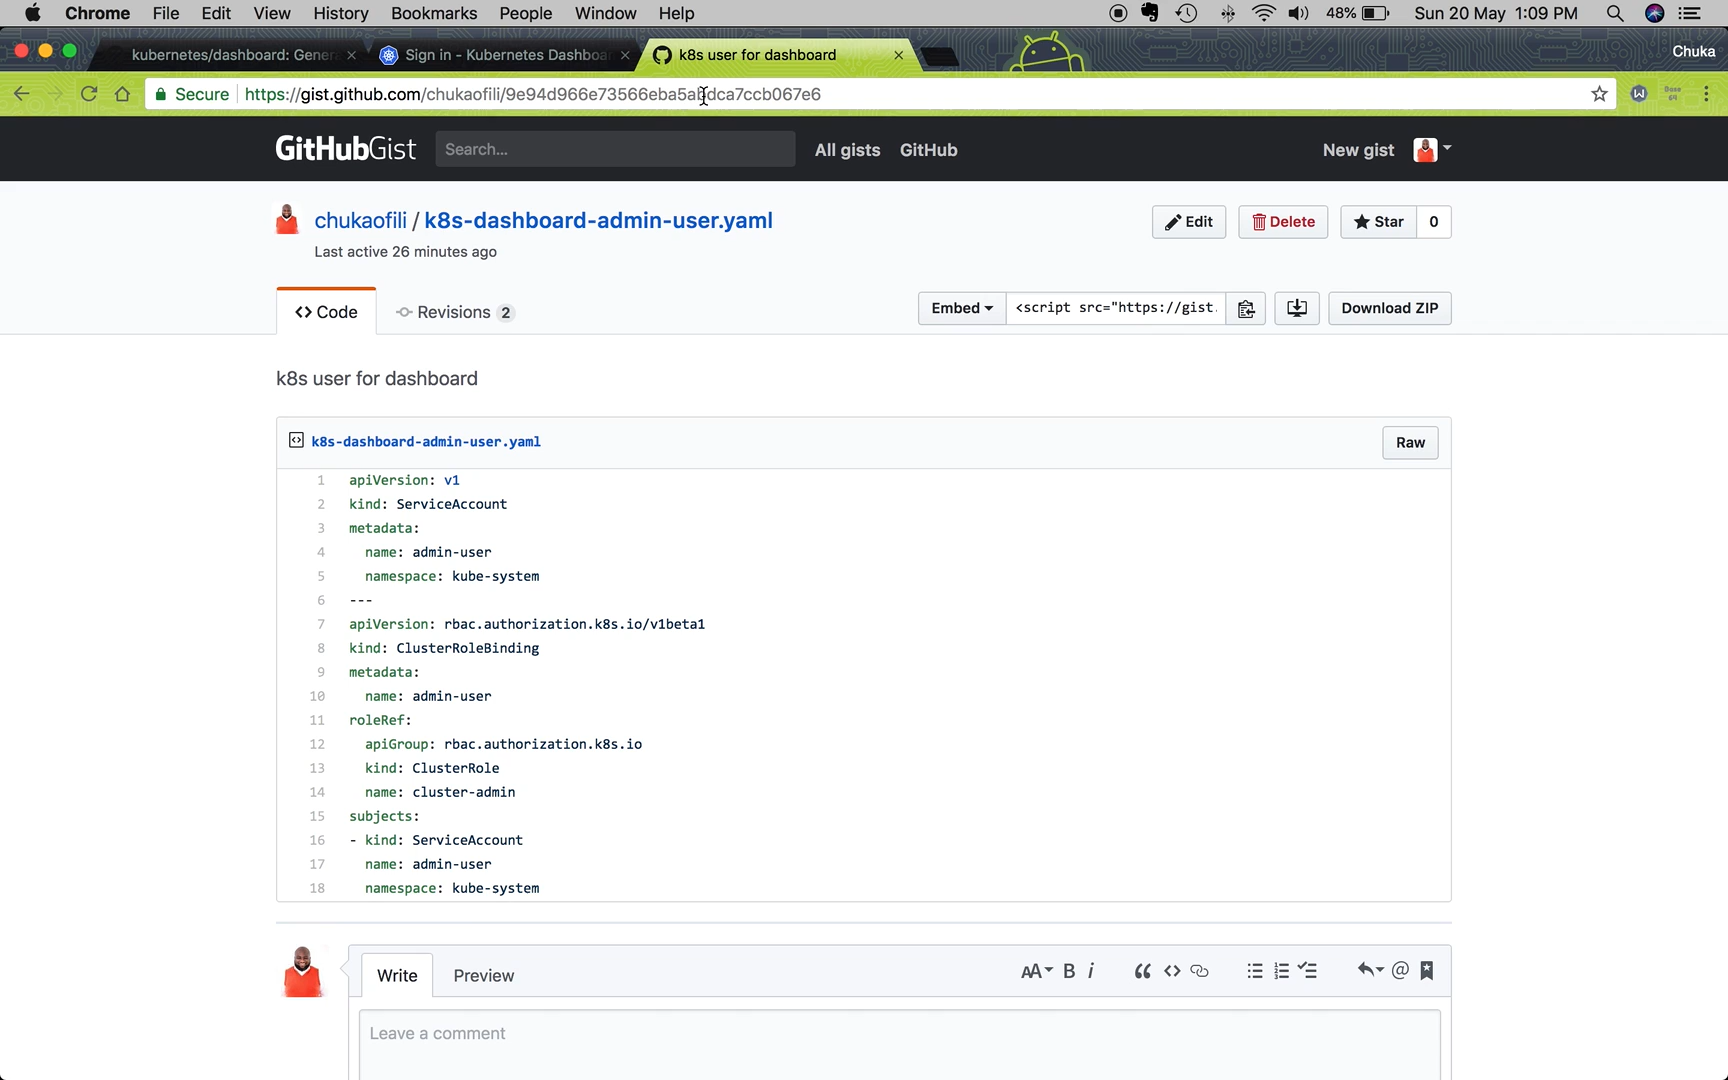 Chrome File Edit View History Bookmarks People Window Help 48% Sun 20 May 1:09 PM
kubernetes/dashboard: Gener Sign in - Kubernetes Dashboa k8s user for dashboard Chuka
Secure https://gist.github.com/chukaofili/9e94d966e73566eba5abdca7ccb067e6
GitHubGist Search... All gists GitHub New gist
chukaofili / k8s-dashboard-admin-user.yaml Edit Delete Star 0
Last active 26 minutes ago
Code Revisions 2 Embed <script src="https://gist. Download ZIP
k8s user for dashboard
k8s-dashboard-admin-user.yaml Raw
1 apiVersion: v1
2 kind: ServiceAccount
3 metadata:
4 name: admin-user
5 namespace: kube-system
6 ---
7 apiVersion: rbac.authorization.k8s.io/v1beta1
8 kind: ClusterRoleBinding
9 metadata:
10 name: admin-user
11 roleRef:
12 apiGroup: rbac.authorization.k8s.io
13 kind: ClusterRole
14 name: cluster-admin
15 subjects:
16 - kind: ServiceAccount
17 name: admin-user
18 namespace: kube-system
Write Preview AA B i
Leave a comment